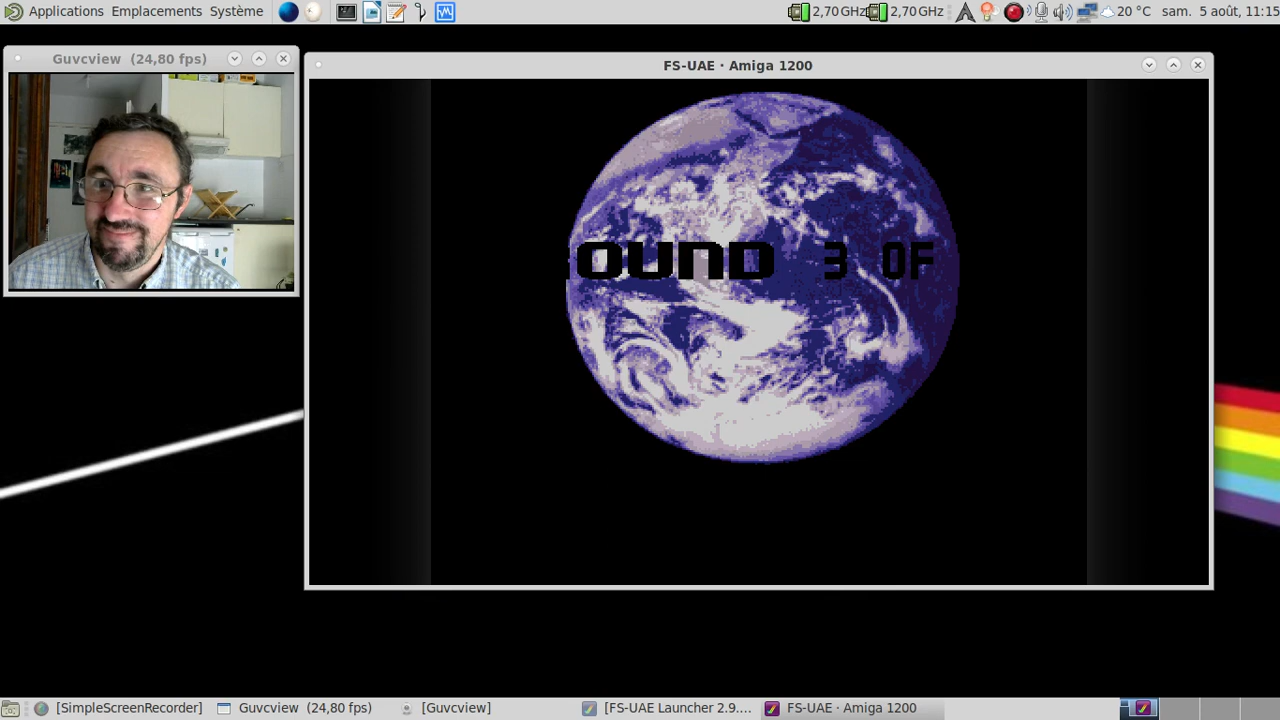 Applications Emplacements Système
2,70 GHz 2,70 GHz 20 °C sam. 5 août, 11:15
Guvcview (24,80 fps)
FS-UAE · Amiga 1200
OUND 3 OF
[SimpleScreenRecorder] Guvcview (24,80 fps) [Guvcview] [FS-UAE Launcher 2.9.... FS-UAE · Amiga 1200